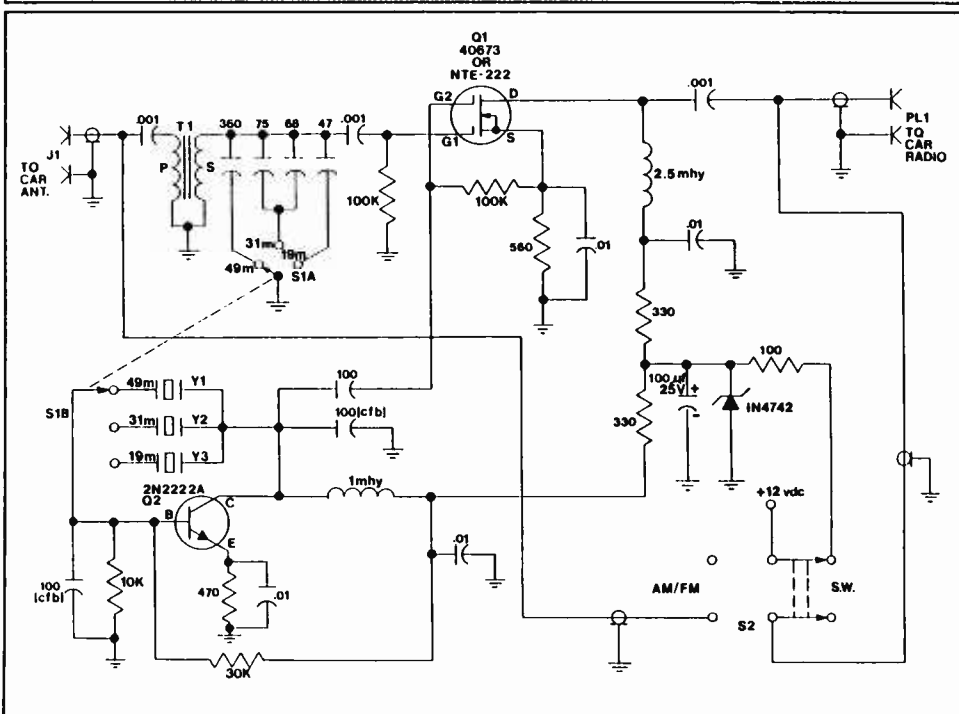 Q1
40673
OR
NTE-222
G2
D
G1
S
.001
T1
360
75
68
47
.001
.001
J1
P
S
TO
CAR
ANT.
PL1
TO
CAR
RADIO
100K
100K
2.5 mhy
31m
19m
49m
S1A
560
.01
.01
330
100
100 µf
25V
+
-
IN4742
330
S1B
49m
Y1
31m
Y2
19m
Y3
100
100(cfb)
1mhy
2N2222A
Q2
B
C
E
.01
100
(cfb)
10K
470
.01
30K
+12 vdc
AM/FM
S.W.
S2